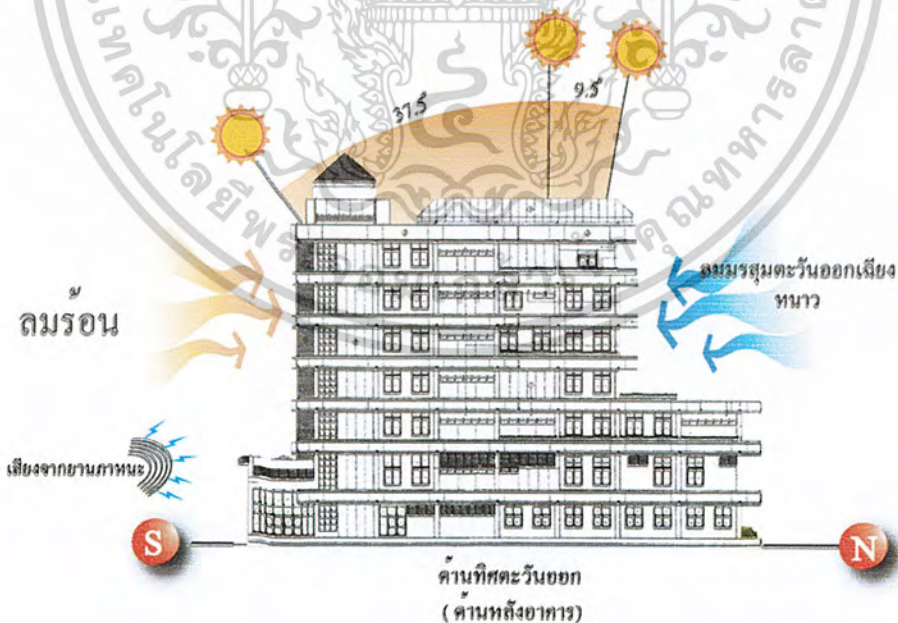 37.5
9.5
ลมร้อน
ลมมรสุมตะวันออกเฉียง
หนาว
เสียงจากยานภาหนะ
S
N
ด้านทิศตะวันออก
( ด้านหลังอาคาร)